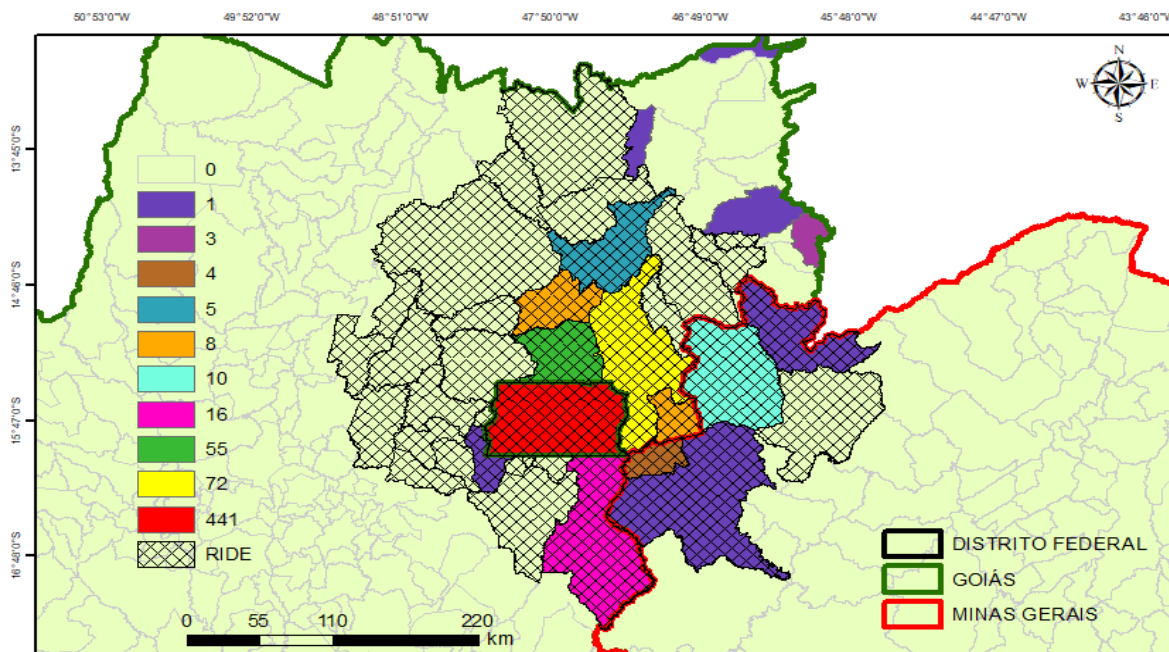 50°53'0"W 49°52'0"W 48°51'0"W 47°50'0"W 46°49'0"W 45°48'0"W 44°47'0"W 43°46'0"W
N
W E
S
13°45'0"S
14°46'0"S
15°47'0"S
16°48'0"S
0
1
3
4
5
8
10
16
55
72
441
RIDE
DISTRITO FEDERAL
GOIÁS
MINAS GERAIS
0 55 110 220
km